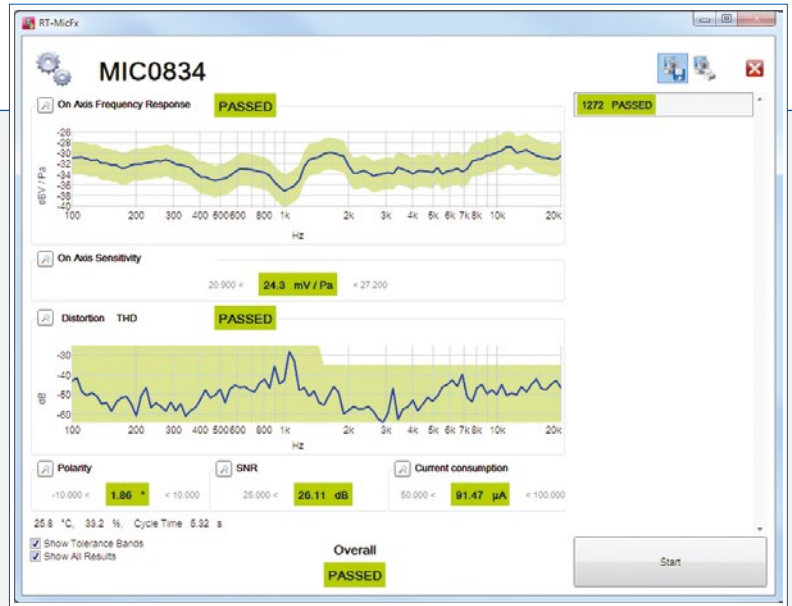 RT-MicFx
MIC0834
On Axis Frequency Response PASSED
-26
-28
-30
-32
-34
-36
-38
-40
dBV / Pa
100 200 300 400 500 600 800 1k 2k 3k 4k 5k 6k 7k 8k 10k 20k
Hz
On Axis Sensitivity
20.900 < 24.3 mV / Pa < 27.200
Distortion THD PASSED
-30
-40
-50
-60
dB
100 200 300 400 500 600 800 1k 2k 3k 4k 5k 6k 7k 8k 10k 20k
Hz
Polarity SNR Current consumption
-10.000 < 1.86 ° < 10.000 25.000 < 26.11 dB 50.000 < 91.47 µA < 100.000
25.8 °C, 33.2 %, Cycle Time 5.32 s
Show Tolerance Bands
Show All Results
Overall
PASSED
1272 PASSED
Start